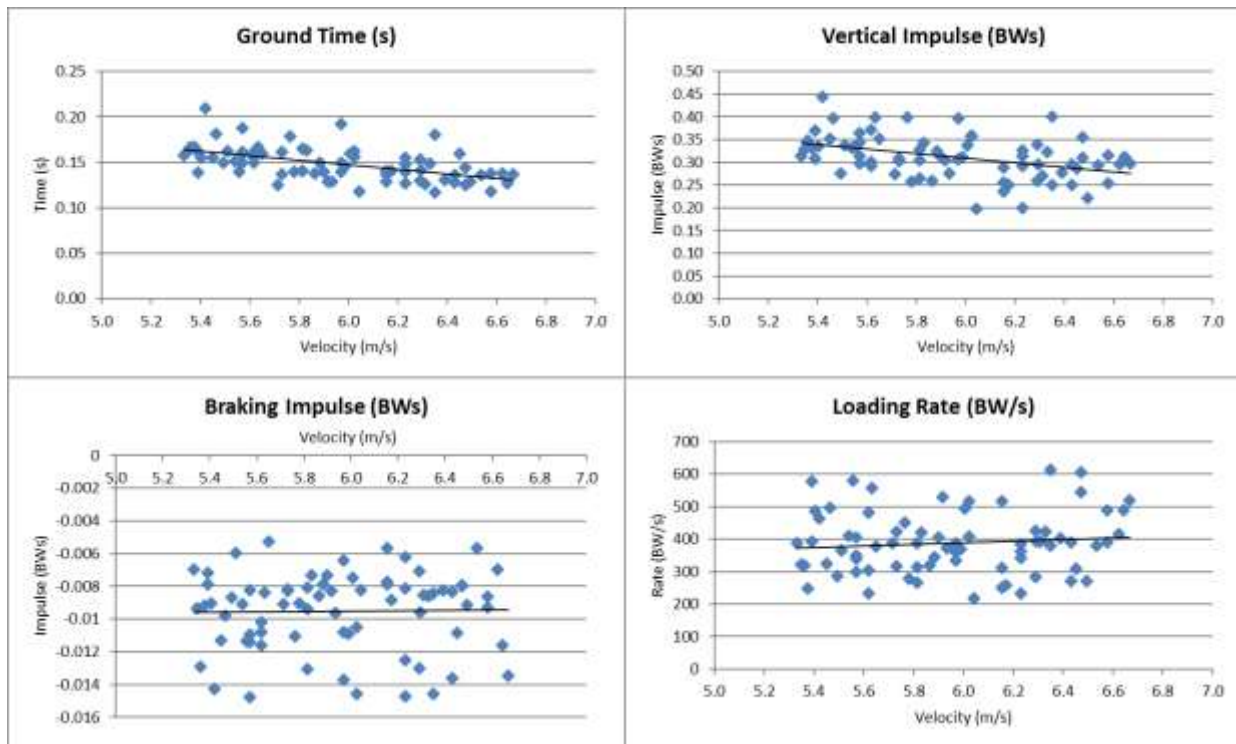 Ground Time (s)
0.25
0.20
0.15
0.10
0.05
0.00
Time (s)
5.0 5.2 5.4 5.6 5.8 6.0 6.2 6.4 6.6 6.8 7.0
Velocity (m/s)
Vertical Impulse (BWs)
0.50
0.45
0.40
0.35
0.30
0.25
0.20
0.15
0.10
0.05
0.00
Impulse (BWs)
5.0 5.2 5.4 5.6 5.8 6.0 6.2 6.4 6.6 6.8 7.0
Velocity (m/s)
Braking Impulse (BWs)
Velocity (m/s)
5.0 5.2 5.4 5.6 5.8 6.0 6.2 6.4 6.6 6.8 7.0
0
-0.002
-0.004
-0.006
-0.008
-0.01
-0.012
-0.014
-0.016
Impulse (BWs)
Loading Rate (BW/s)
700
600
500
400
300
200
100
0
Rate (BW/s)
5.0 5.2 5.4 5.6 5.8 6.0 6.2 6.4 6.6 6.8 7.0
Velocity (m/s)